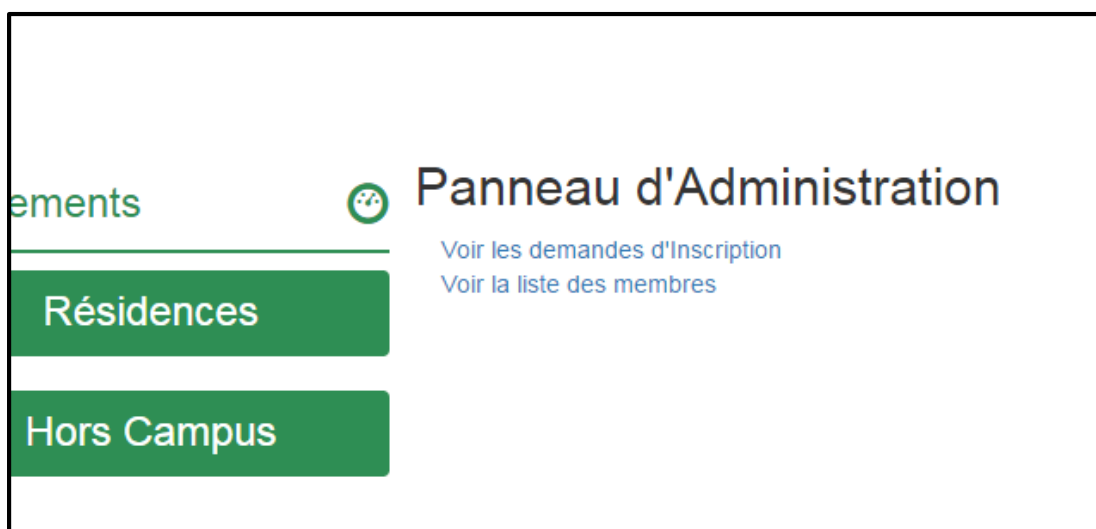 ements
Résidences
Hors Campus
Panneau d'Administration
Voir les demandes d'Inscription
Voir la liste des membres